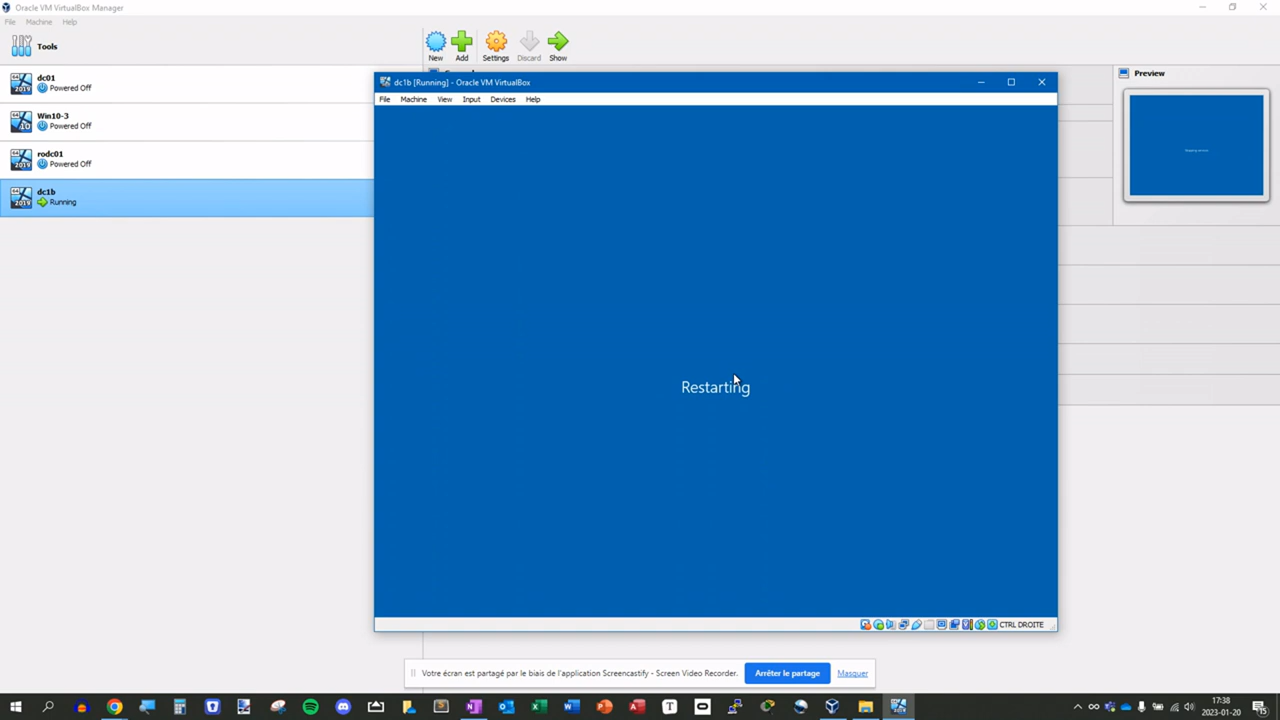 Oracle VM VirtualBox Manager
File Machine Help
Tools
New Add Settings Discard Show
dc01
Powered Off
Win10-3
Powered Off
rodc01
Powered Off
dc1b
Running
dc1b [Running] - Oracle VM VirtualBox
File Machine View Input Devices Help
Restarting
CTRL DROITE
Preview
Votre écran est partagé par le biais de l'application Screencastify - Screen Video Recorder.
Arrêter le partage
Masquer
17:38
2023-01-20